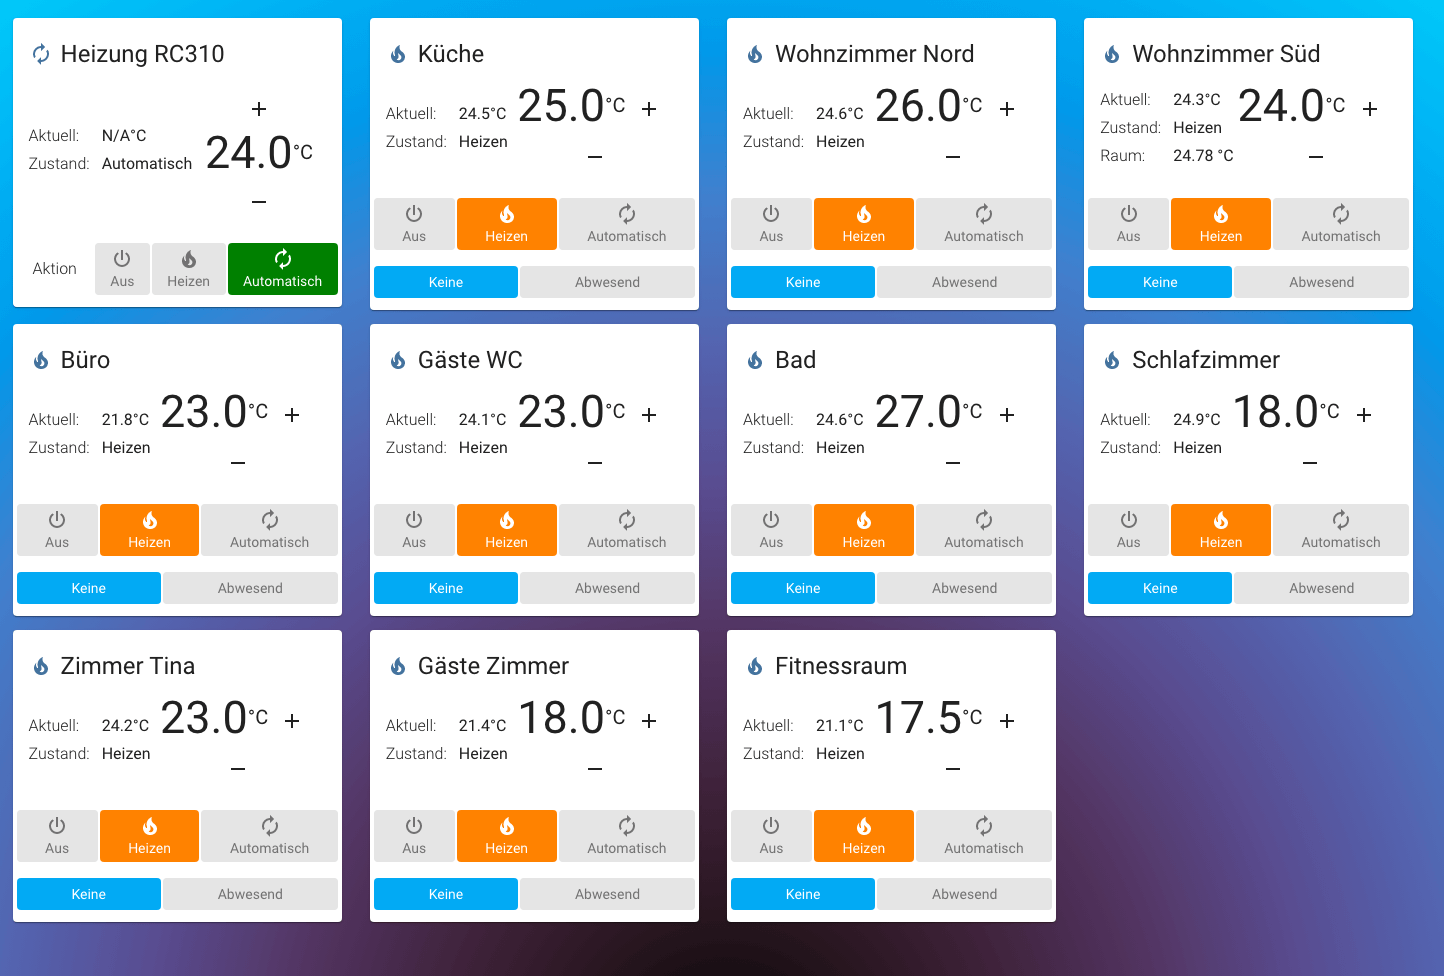 Heizung RC310
+
Aktuell: N/A°C
24.0°C
Zustand: Automatisch
–
Aktion
Aus Heizen Automatisch
Küche
Aktuell: 24.5°C 25.0°C +
Zustand: Heizen
–
Aus Heizen Automatisch
Keine Abwesend
Wohnzimmer Nord
Aktuell: 24.6°C 26.0°C +
Zustand: Heizen
–
Aus Heizen Automatisch
Keine Abwesend
Wohnzimmer Süd
Aktuell: 24.3°C 24.0°C +
Zustand: Heizen
Raum: 24.78 °C –
Aus Heizen Automatisch
Keine Abwesend
Büro
Aktuell: 21.8°C 23.0°C +
Zustand: Heizen
–
Aus Heizen Automatisch
Keine Abwesend
Gäste WC
Aktuell: 24.1°C 23.0°C +
Zustand: Heizen
–
Aus Heizen Automatisch
Keine Abwesend
Bad
Aktuell: 24.6°C 27.0°C +
Zustand: Heizen
–
Aus Heizen Automatisch
Keine Abwesend
Schlafzimmer
Aktuell: 24.9°C 18.0°C +
Zustand: Heizen
–
Aus Heizen Automatisch
Keine Abwesend
Zimmer Tina
Aktuell: 24.2°C 23.0°C +
Zustand: Heizen
–
Aus Heizen Automatisch
Keine Abwesend
Gäste Zimmer
Aktuell: 21.4°C 18.0°C +
Zustand: Heizen
–
Aus Heizen Automatisch
Keine Abwesend
Fitnessraum
Aktuell: 21.1°C 17.5°C +
Zustand: Heizen
–
Aus Heizen Automatisch
Keine Abwesend